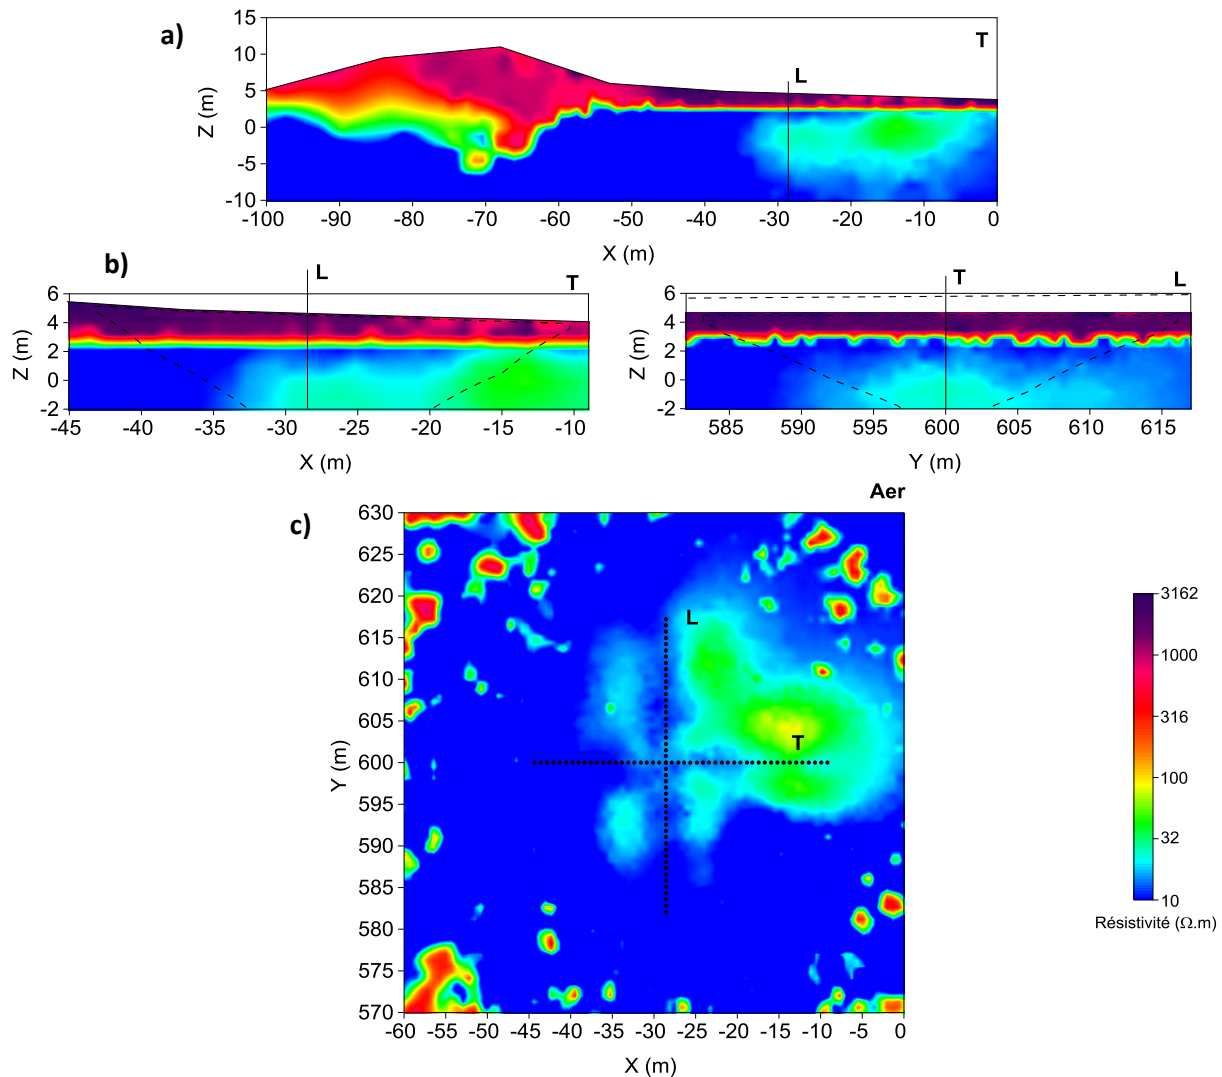 a)
T
L
15
10
5
0
-5
-10
Z (m)
-100 -90 -80 -70 -60 -50 -40 -30 -20 -10 0
X (m)
b)
L
T
6
4
2
0
-2
Z (m)
-45 -40 -35 -30 -25 -20 -15 -10
X (m)
T
L
6
4
2
0
-2
Z (m)
585 590 595 600 605 610 615
Y (m)
c)
Aer
630
625
620
615
610
605
600
595
590
585
580
575
570
Y (m)
L
T
-60 -55 -50 -45 -40 -35 -30 -25 -20 -15 -10 -5 0
X (m)
3162
1000
316
100
32
10
Résistivité (Ω.m)